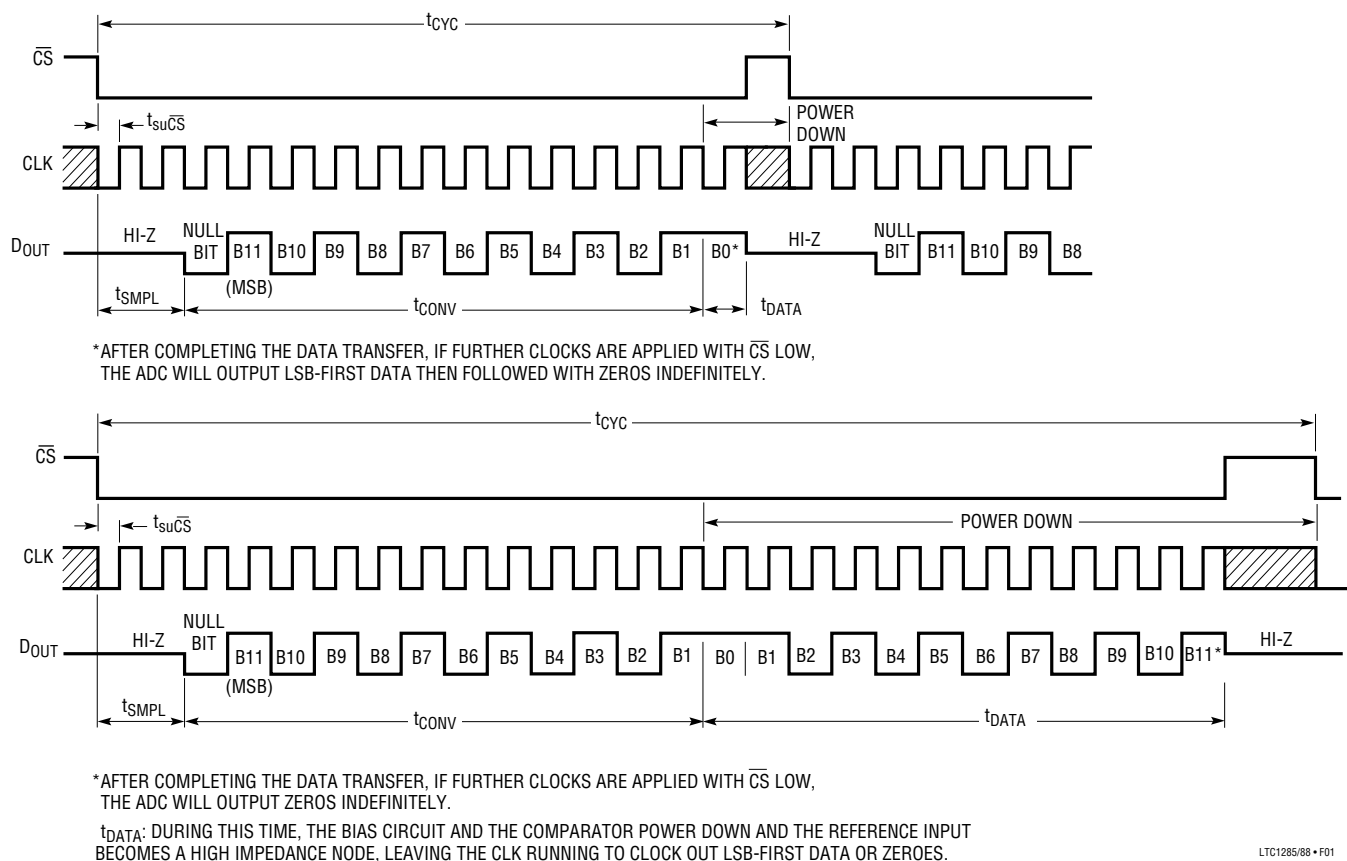 tCYC
CS
POWER
DOWN
tsuCS
CLK
DOUT
HI-Z
NULL
BIT
B11 B10 B9 B8 B7 B6 B5 B4 B3 B2 B1 B0*
HI-Z
NULL
BIT
B11 B10 B9 B8
(MSB)
tSMPL
tCONV
tDATA
*AFTER COMPLETING THE DATA TRANSFER, IF FURTHER CLOCKS ARE APPLIED WITH CS LOW,
THE ADC WILL OUTPUT LSB-FIRST DATA THEN FOLLOWED WITH ZEROS INDEFINITELY.
tCYC
CS
tsuCS
POWER DOWN
CLK
DOUT
HI-Z
NULL
BIT
B11 B10 B9 B8 B7 B6 B5 B4 B3 B2 B1 B0 B1 B2 B3 B4 B5 B6 B7 B8 B9 B10 B11*
HI-Z
(MSB)
tSMPL
tCONV
tDATA
*AFTER COMPLETING THE DATA TRANSFER, IF FURTHER CLOCKS ARE APPLIED WITH CS LOW,
THE ADC WILL OUTPUT ZEROS INDEFINITELY.
tDATA: DURING THIS TIME, THE BIAS CIRCUIT AND THE COMPARATOR POWER DOWN AND THE REFERENCE INPUT
BECOMES A HIGH IMPEDANCE NODE, LEAVING THE CLK RUNNING TO CLOCK OUT LSB-FIRST DATA OR ZEROES.
LTC1285/88 • F01